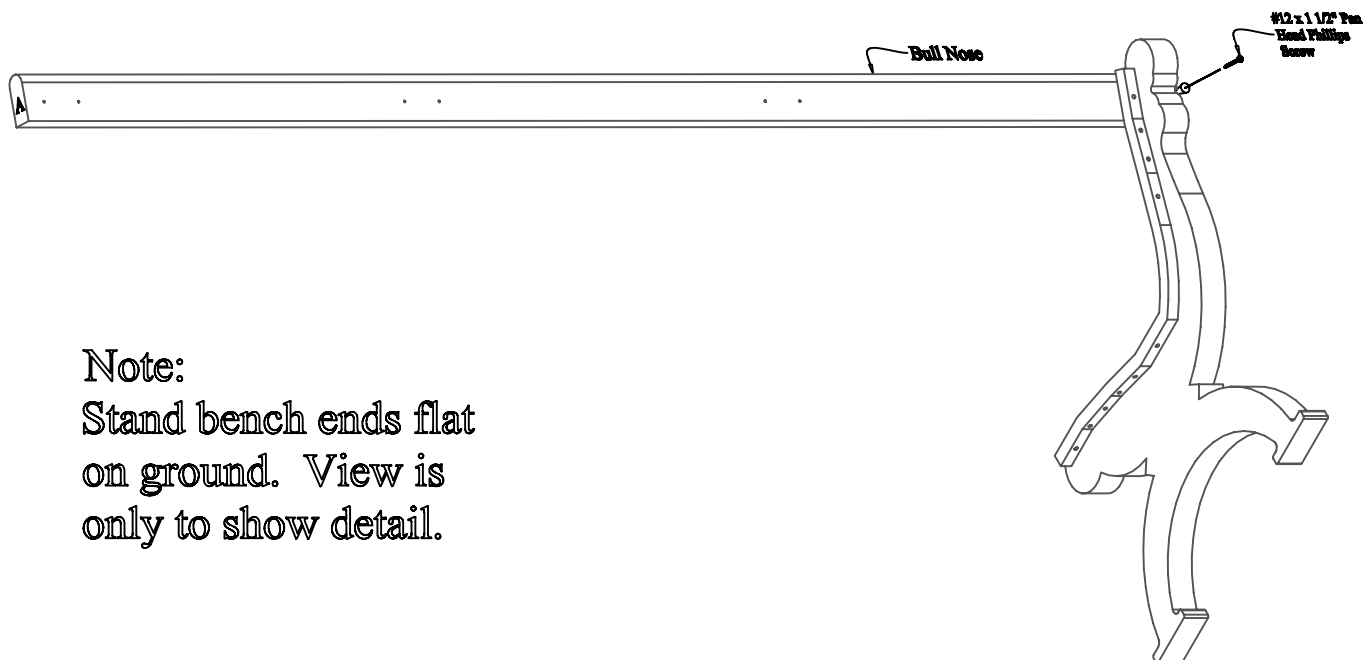 #12 x 1 1/2" Pan
Head Phillips
Screw
Bull Nose
A
Note:
Stand bench ends flat
on ground. View is
only to show detail.